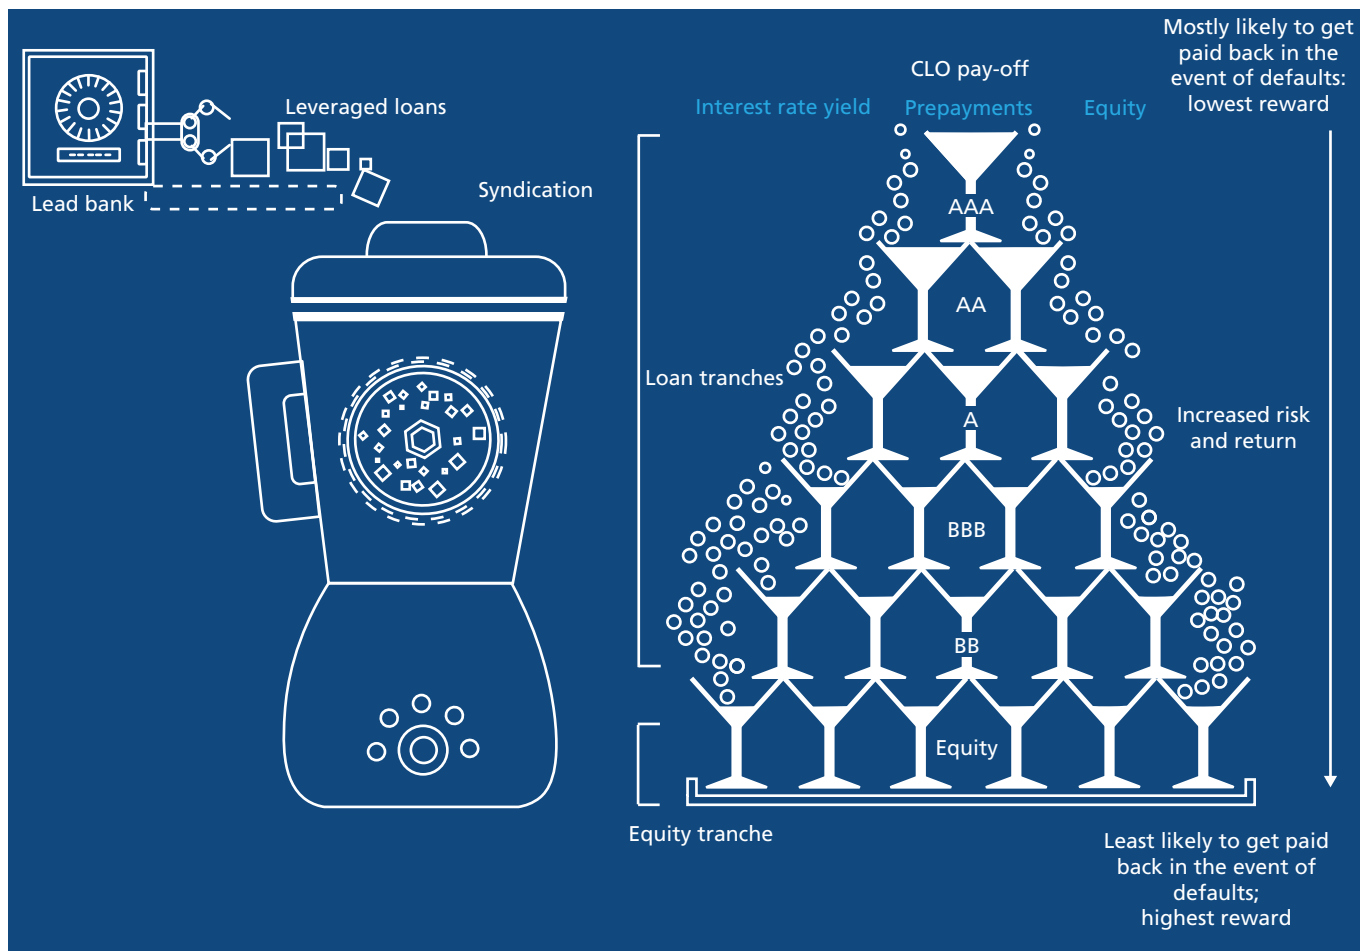 Leveraged loans
Lead bank
Syndication
CLO pay-off
Interest rate yield
Prepayments
Equity
Mostly likely to get
paid back in the
event of defaults:
lowest reward
AAA
AA
Loan tranches
A
Increased risk
and return
BBB
BB
Equity
Equity tranche
Least likely to get paid
back in the event of
defaults;
highest reward